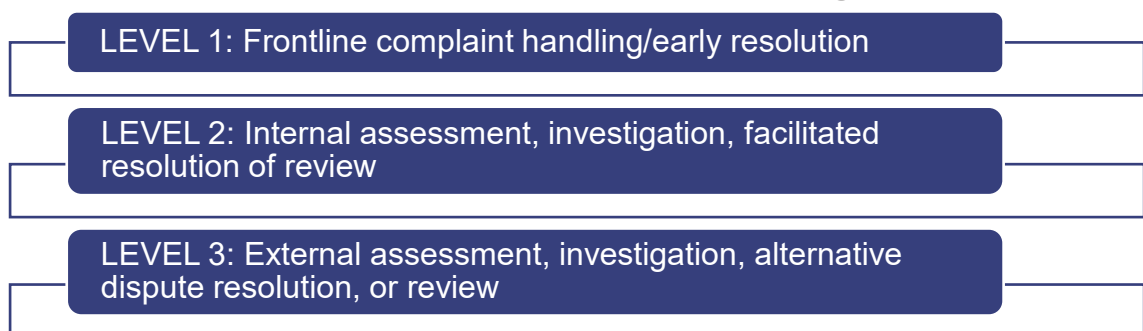 LEVEL 1: Frontline complaint handling/early resolution
LEVEL 2: Internal assessment, investigation, facilitated
resolution of review
LEVEL 3: External assessment, investigation, alternative
dispute resolution, or review